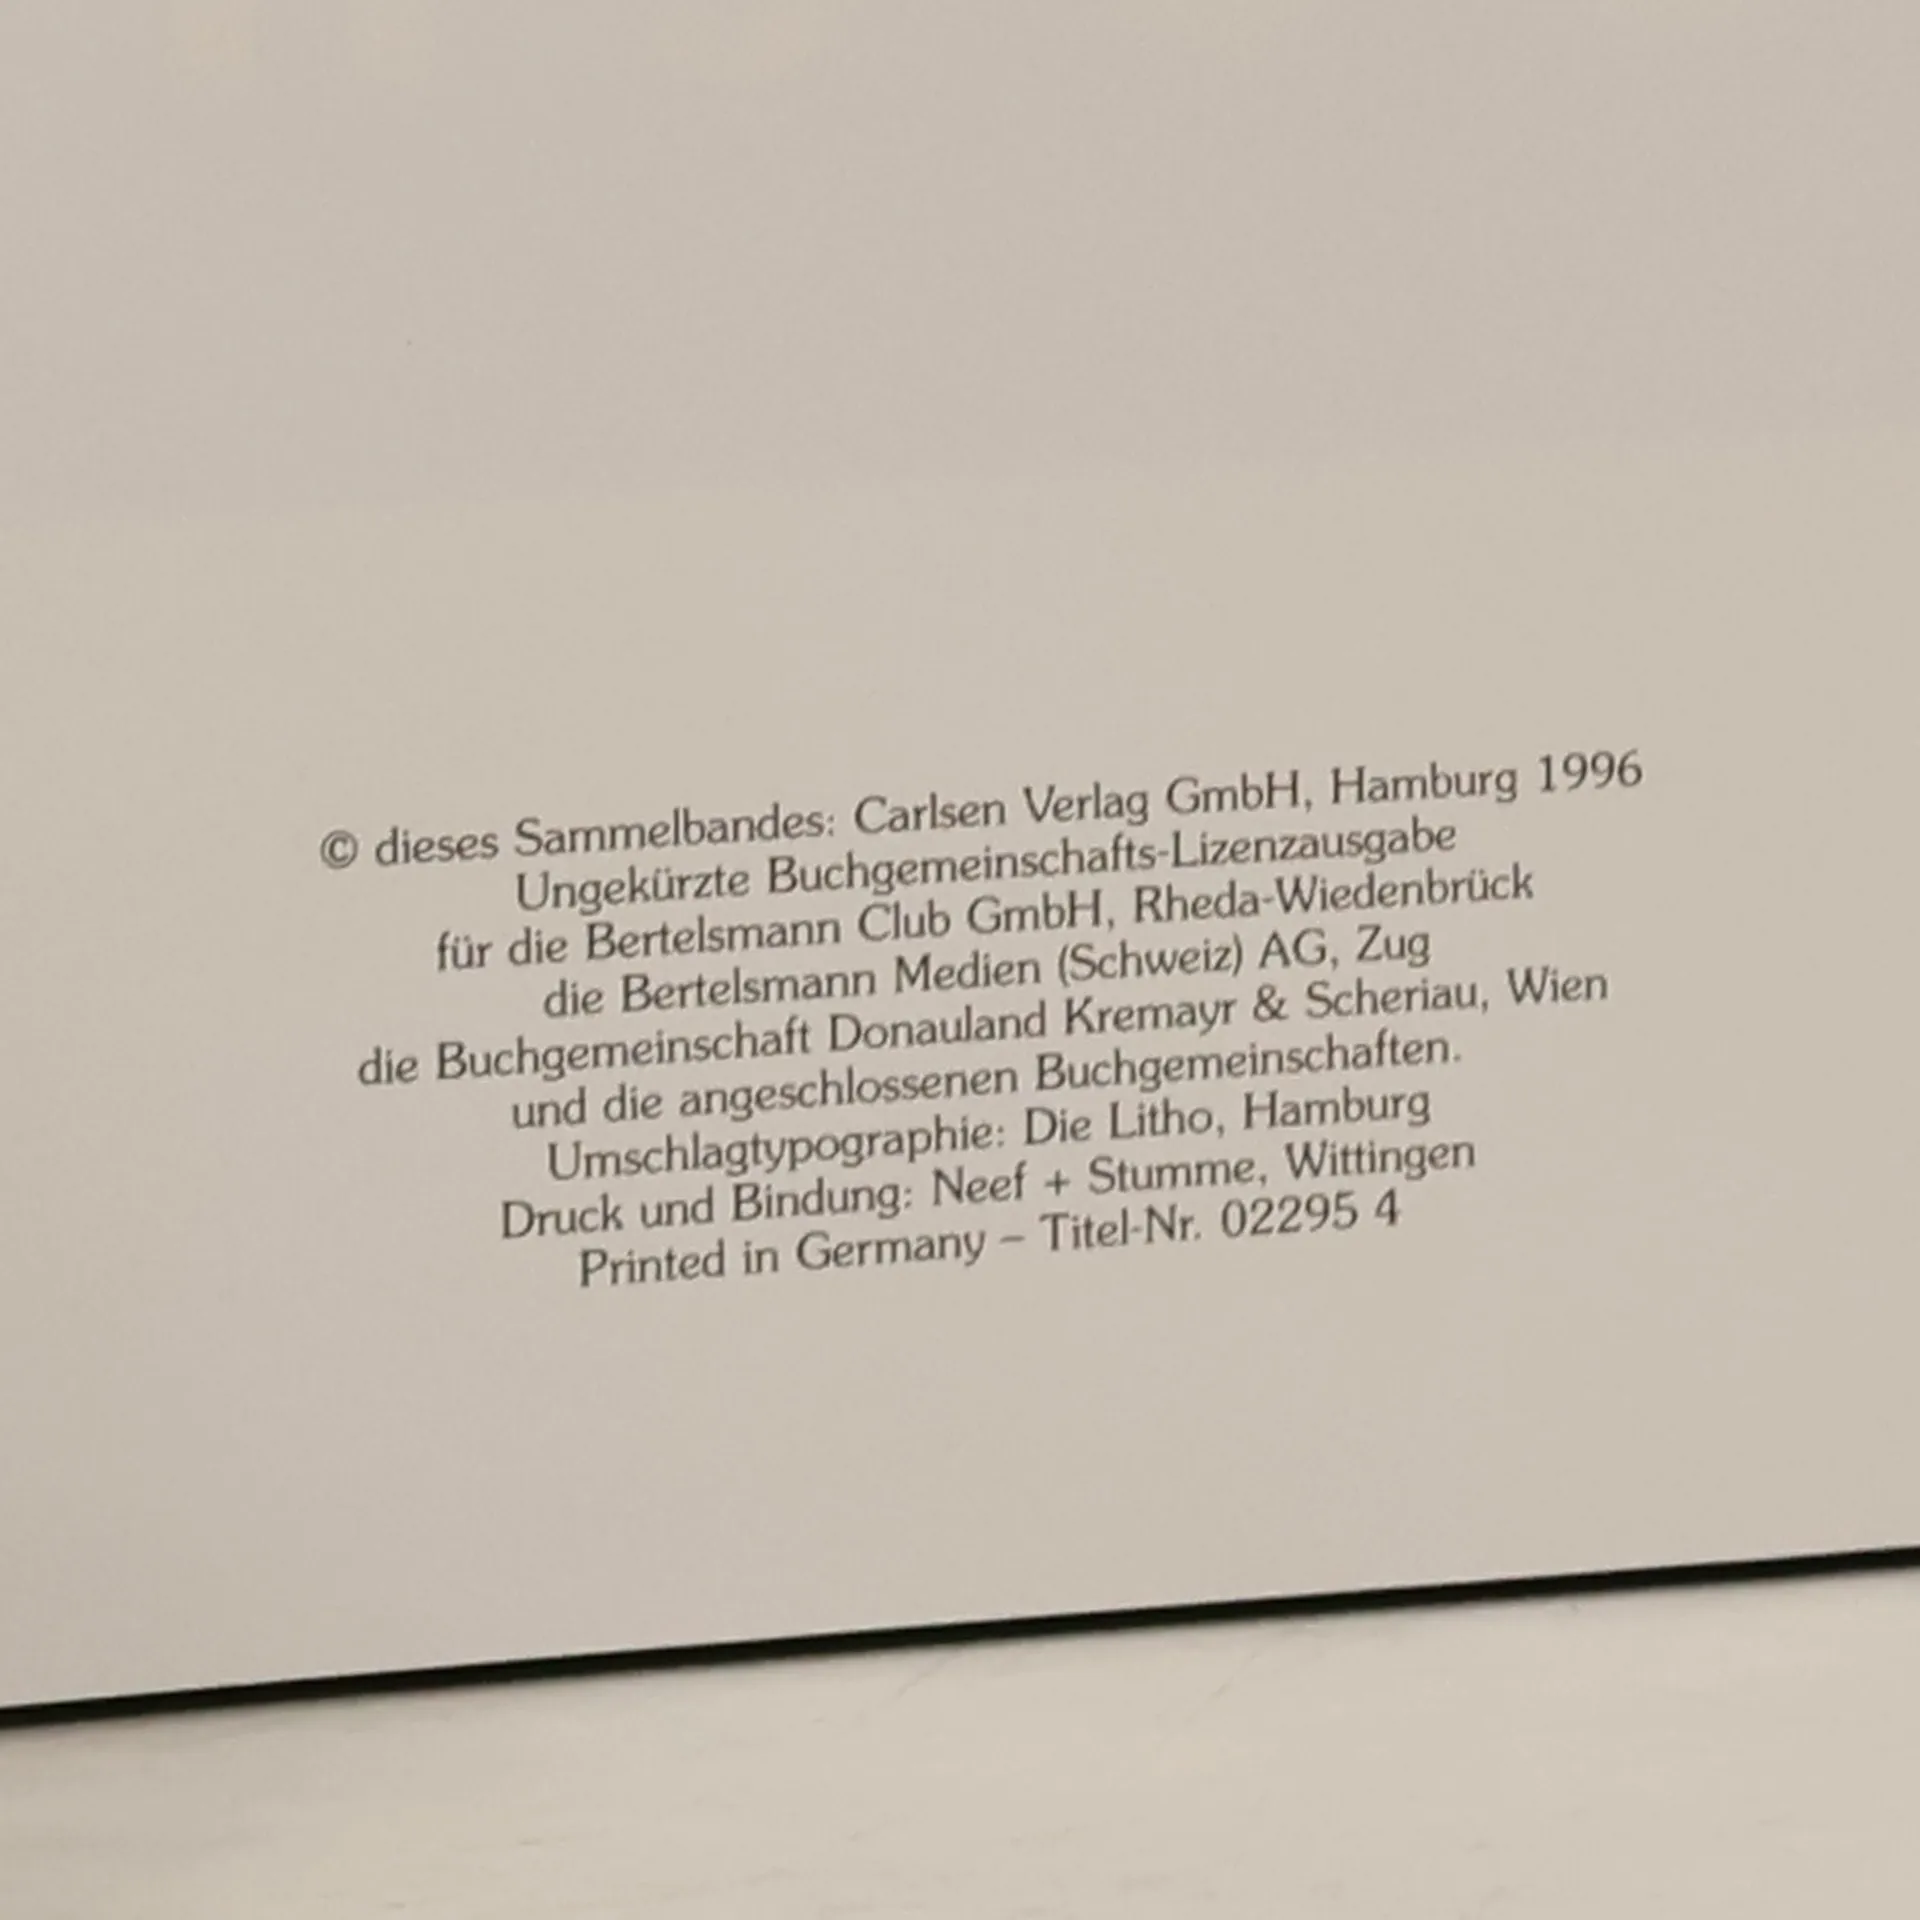 © dieses Sammelbandes: Carlsen Verlag GmbH, Hamburg 1996
Ungekürzte Buchgemeinschafts-Lizenzausgabe
für die Bertelsmann Club GmbH, Rheda-Wiedenbrück
die Bertelsmann Medien (Schweiz) AG, Zug
die Buchgemeinschaft Donauland Kremayr & Scheriau, Wien
und die angeschlossenen Buchgemeinschaften.
Umschlagtypographie: Die Litho, Hamburg
Druck und Bindung: Neef + Stumme, Wittingen
Printed in Germany – Titel-Nr. 02295 4